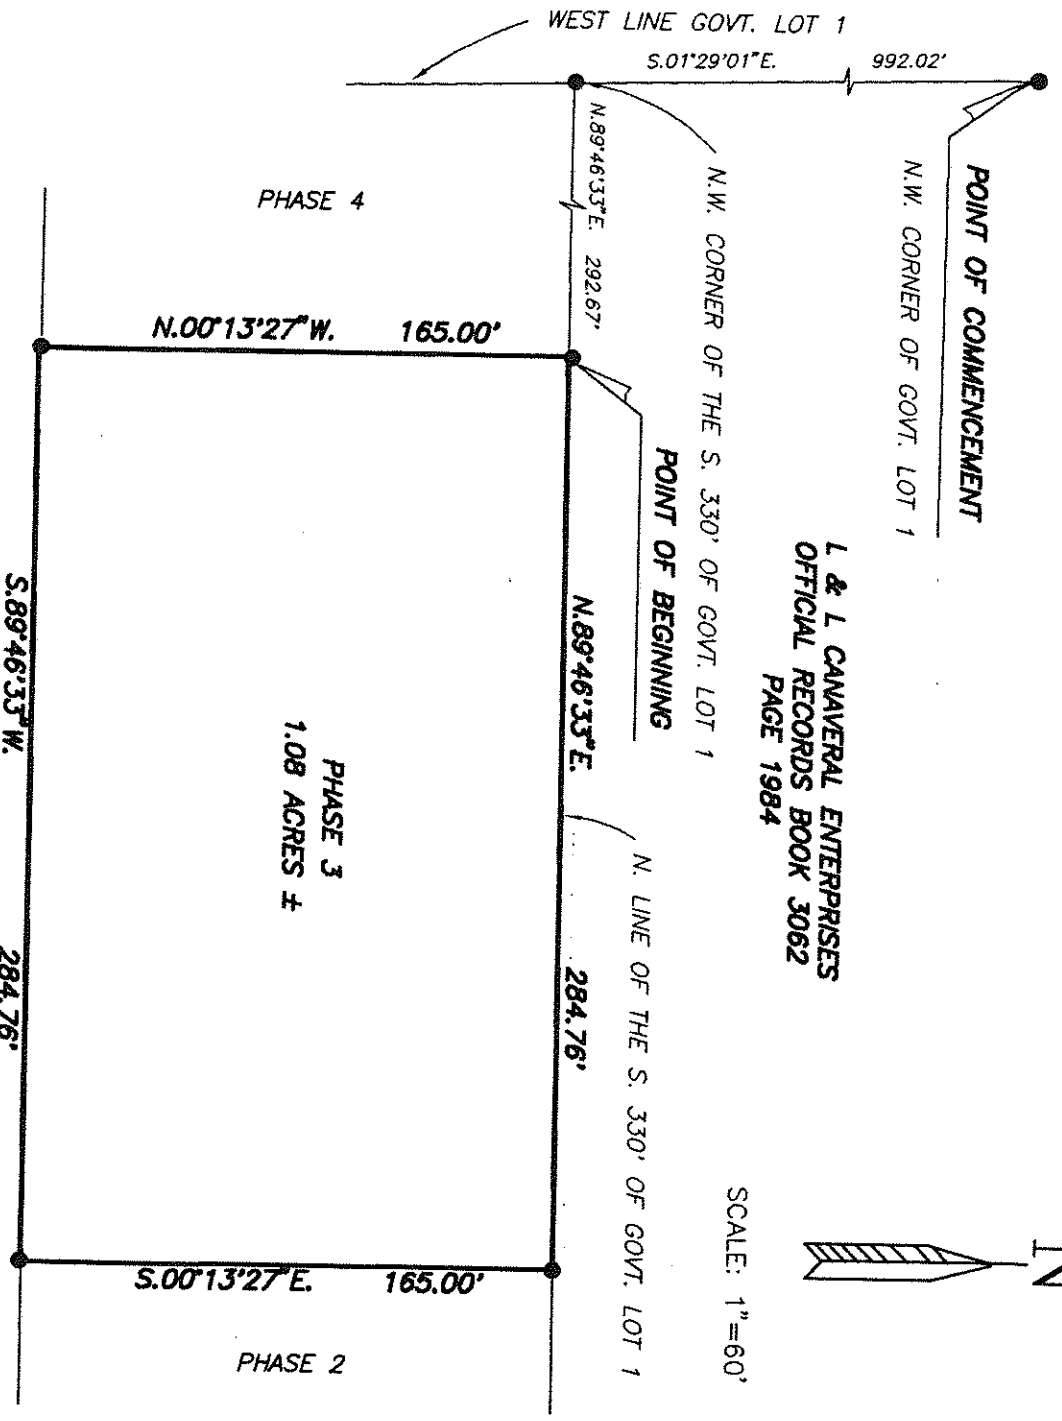 WEST LINE GOVT. LOT 1
S.01°29'01"E. 992.02'
POINT OF COMMENCEMENT
N.W. CORNER OF GOVT. LOT 1
N.89°46'33"E. 292.67'
N.W. CORNER OF THE S. 330' OF GOVT. LOT 1
PHASE 4
L & L CANAVERAL ENTERPRISES
OFFICIAL RECORDS BOOK 3062
PAGE 1984
N.00°13'27"W. 165.00'
POINT OF BEGINNING
N.89°46'33"E. 284.76'
N. LINE OF THE S. 330' OF GOVT. LOT 1
PHASE 3
1.08 ACRES ±
S.89°46'33"W. 284.76'
S.00°13'27"E. 165.00'
PHASE 2
SCALE: 1"=60'
N